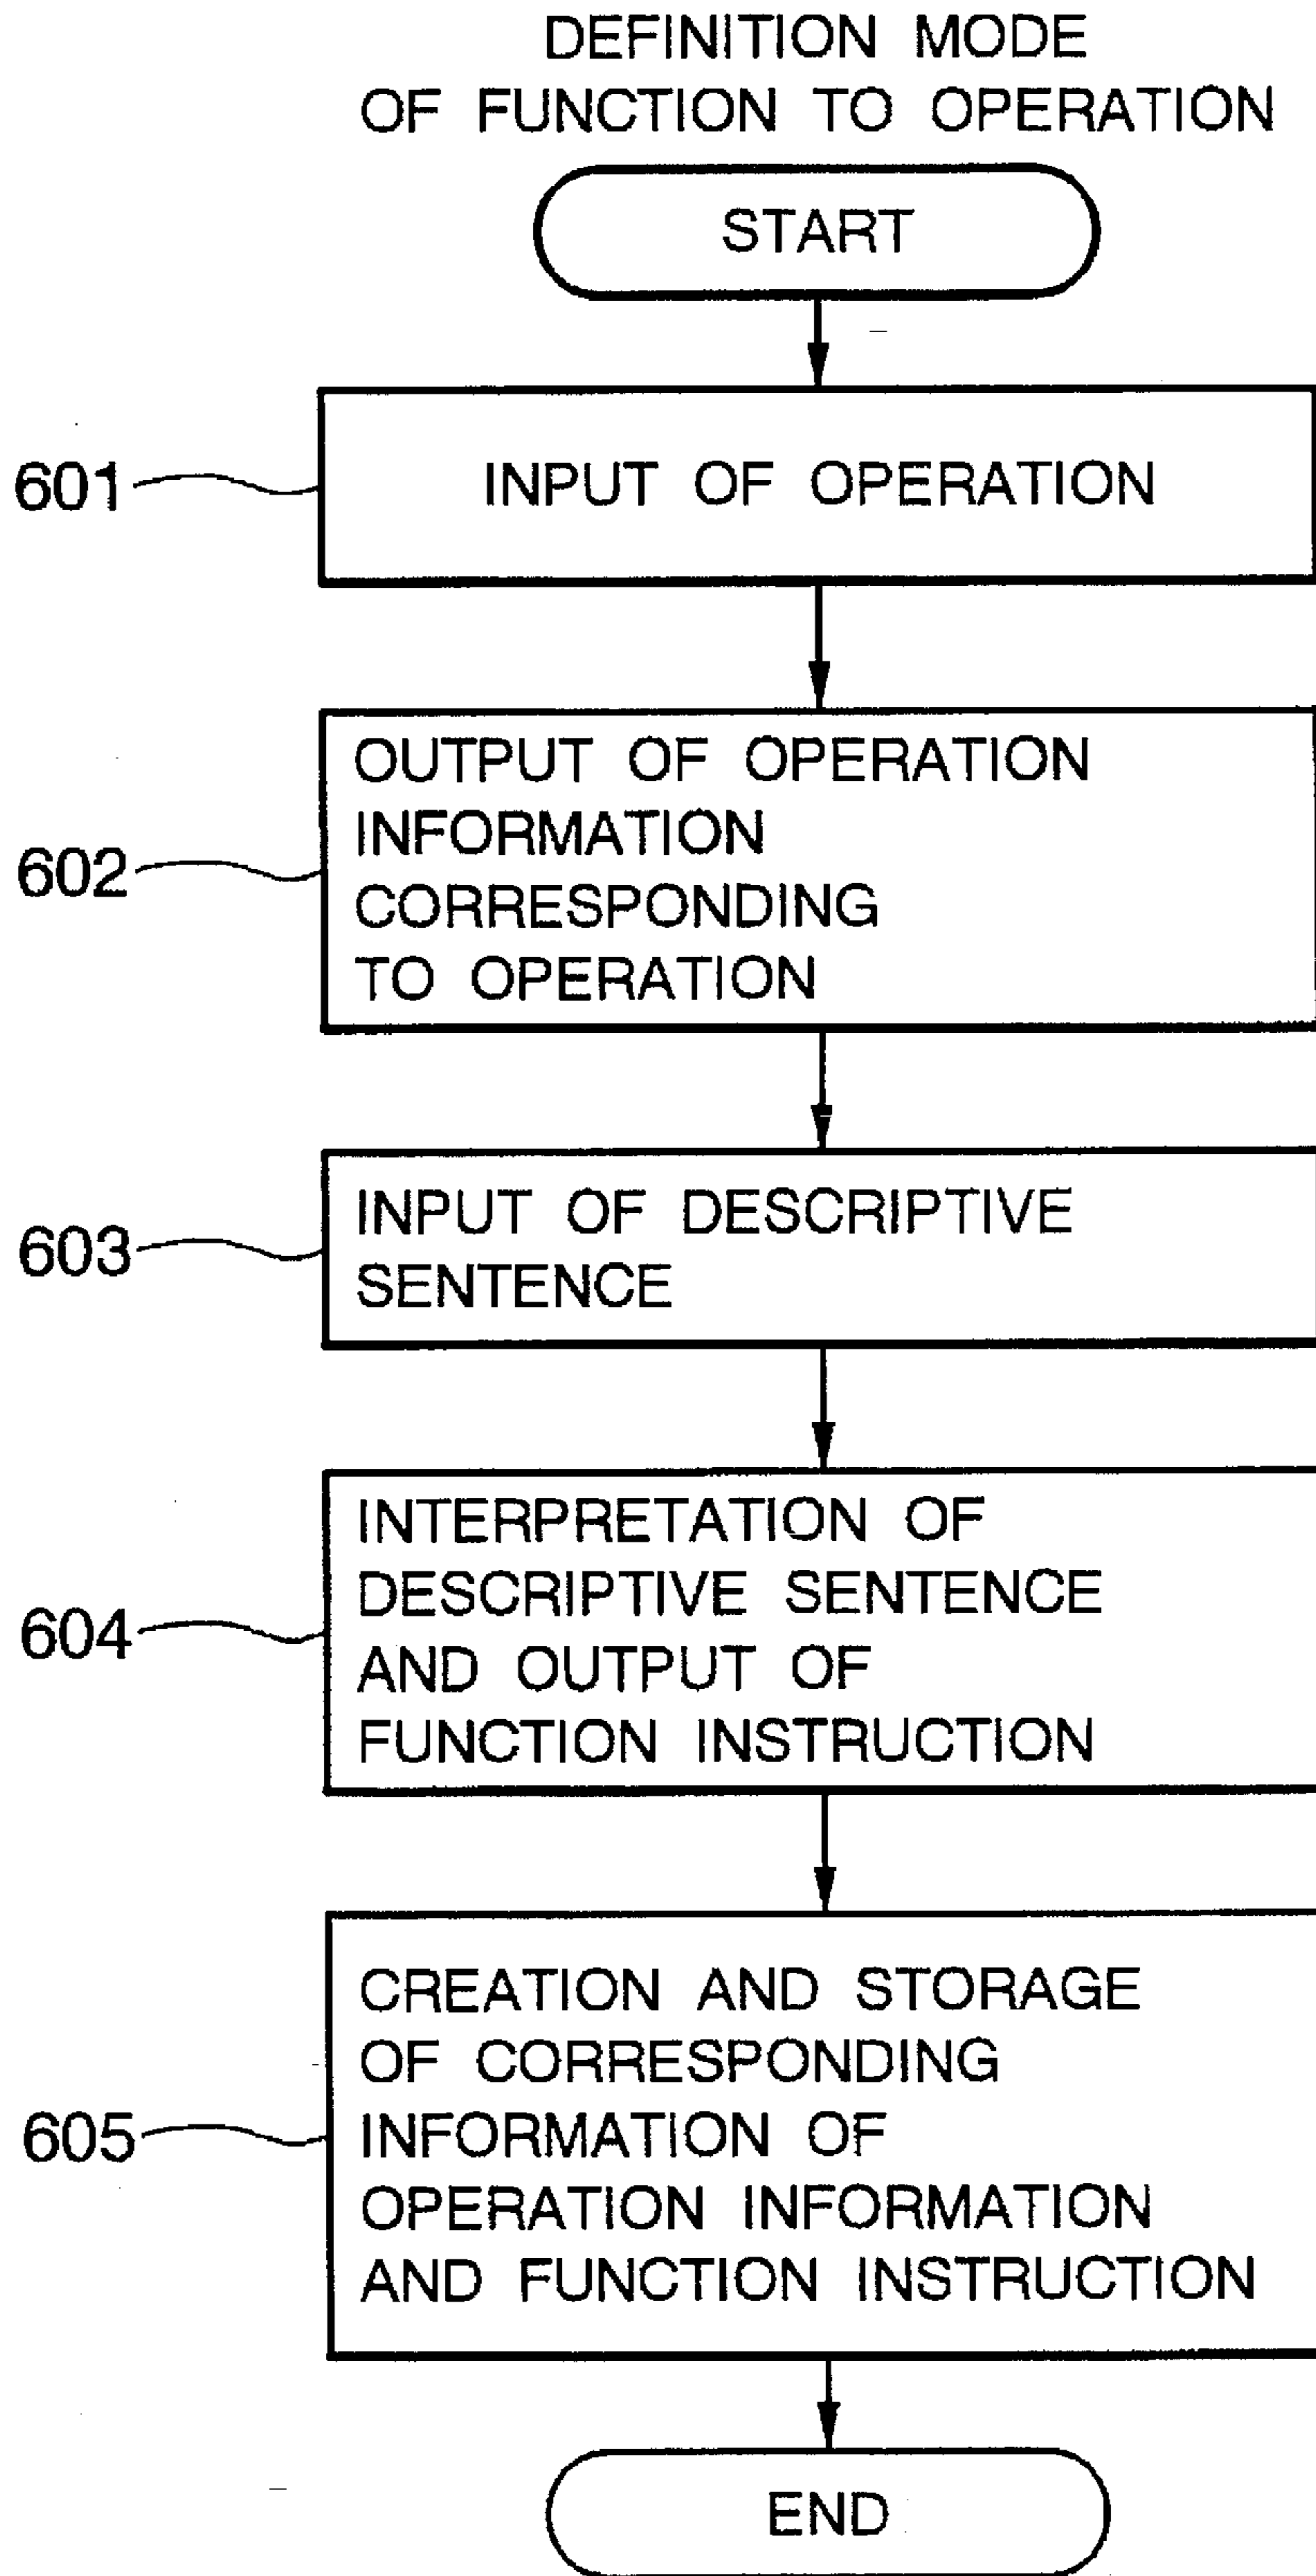 DEFINITION MODE
OF FUNCTION TO OPERATION
START
601
INPUT OF OPERATION
602
OUTPUT OF OPERATION
INFORMATION
CORRESPONDING
TO OPERATION
603
INPUT OF DESCRIPTIVE
SENTENCE
604
INTERPRETATION OF
DESCRIPTIVE SENTENCE
AND OUTPUT OF
FUNCTION INSTRUCTION
605
CREATION AND STORAGE
OF CORRESPONDING
INFORMATION OF
OPERATION INFORMATION
AND FUNCTION INSTRUCTION
END